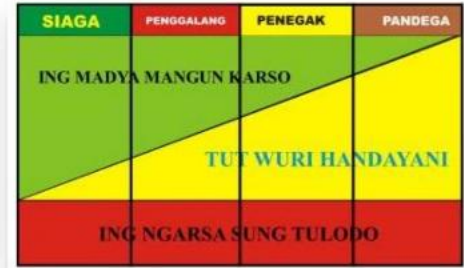 SIAGA PENGGALANG PENEGAK PANDEGA
ING MADYA MANGUN KARSO
TUT WURI HANDAYANI
ING NGARSA SUNG TULODO